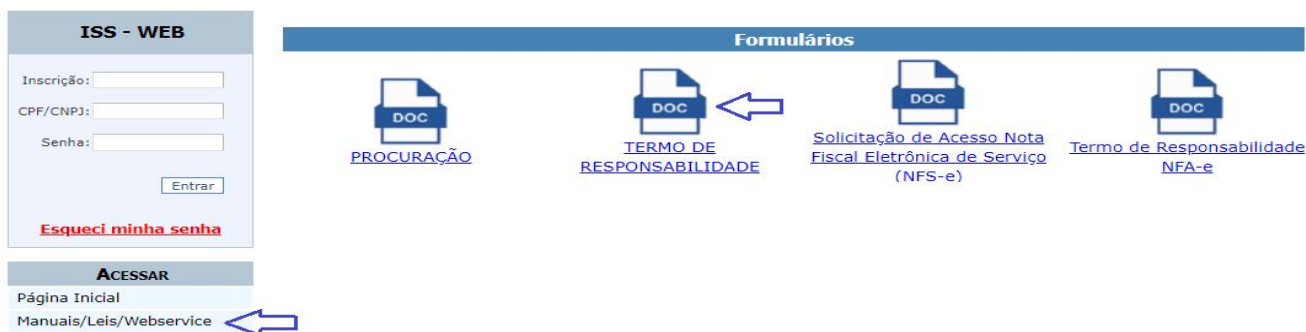 ISS - WEB
Inscrição:
CPF/CNPJ:
Senha:
Entrar
Esqueci minha senha
ACESSAR
Página Inicial
Manuais/Leis/Webservice
Formulários
DOC
PROCURAÇÃO
DOC
TERMO DE
RESPONSABILIDADE
DOC
Solicitação de Acesso Nota
Fiscal Eletrônica de Serviço
(NFS-e)
DOC
Termo de Responsabilidade
NFA-e